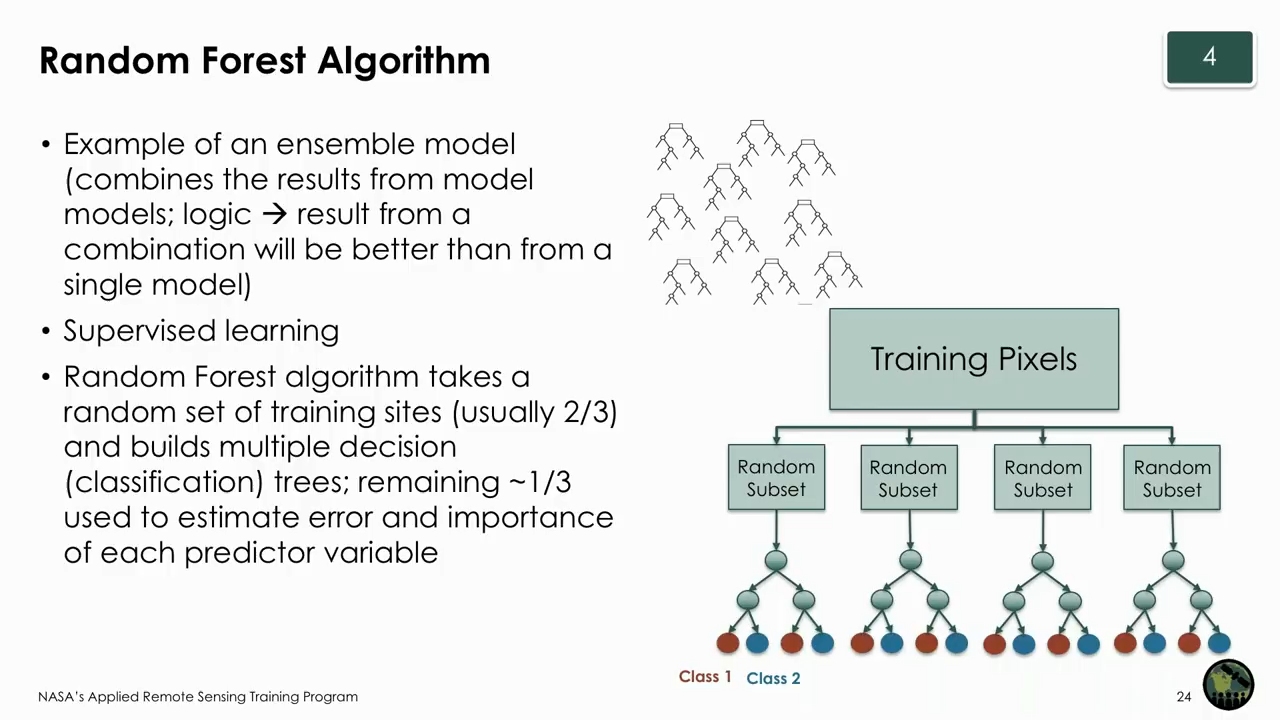 Random Forest Algorithm
4
• Example of an ensemble model
(combines the results from model
models; logic → result from a
combination will be better than from a
single model)
• Supervised learning
• Random Forest algorithm takes a
random set of training sites (usually 2/3)
and builds multiple decision
(classification) trees; remaining ~1/3
used to estimate error and importance
of each predictor variable
Training Pixels
Random
Subset
Random
Subset
Random
Subset
Random
Subset
Class 1
Class 2
NASA's Applied Remote Sensing Training Program
24